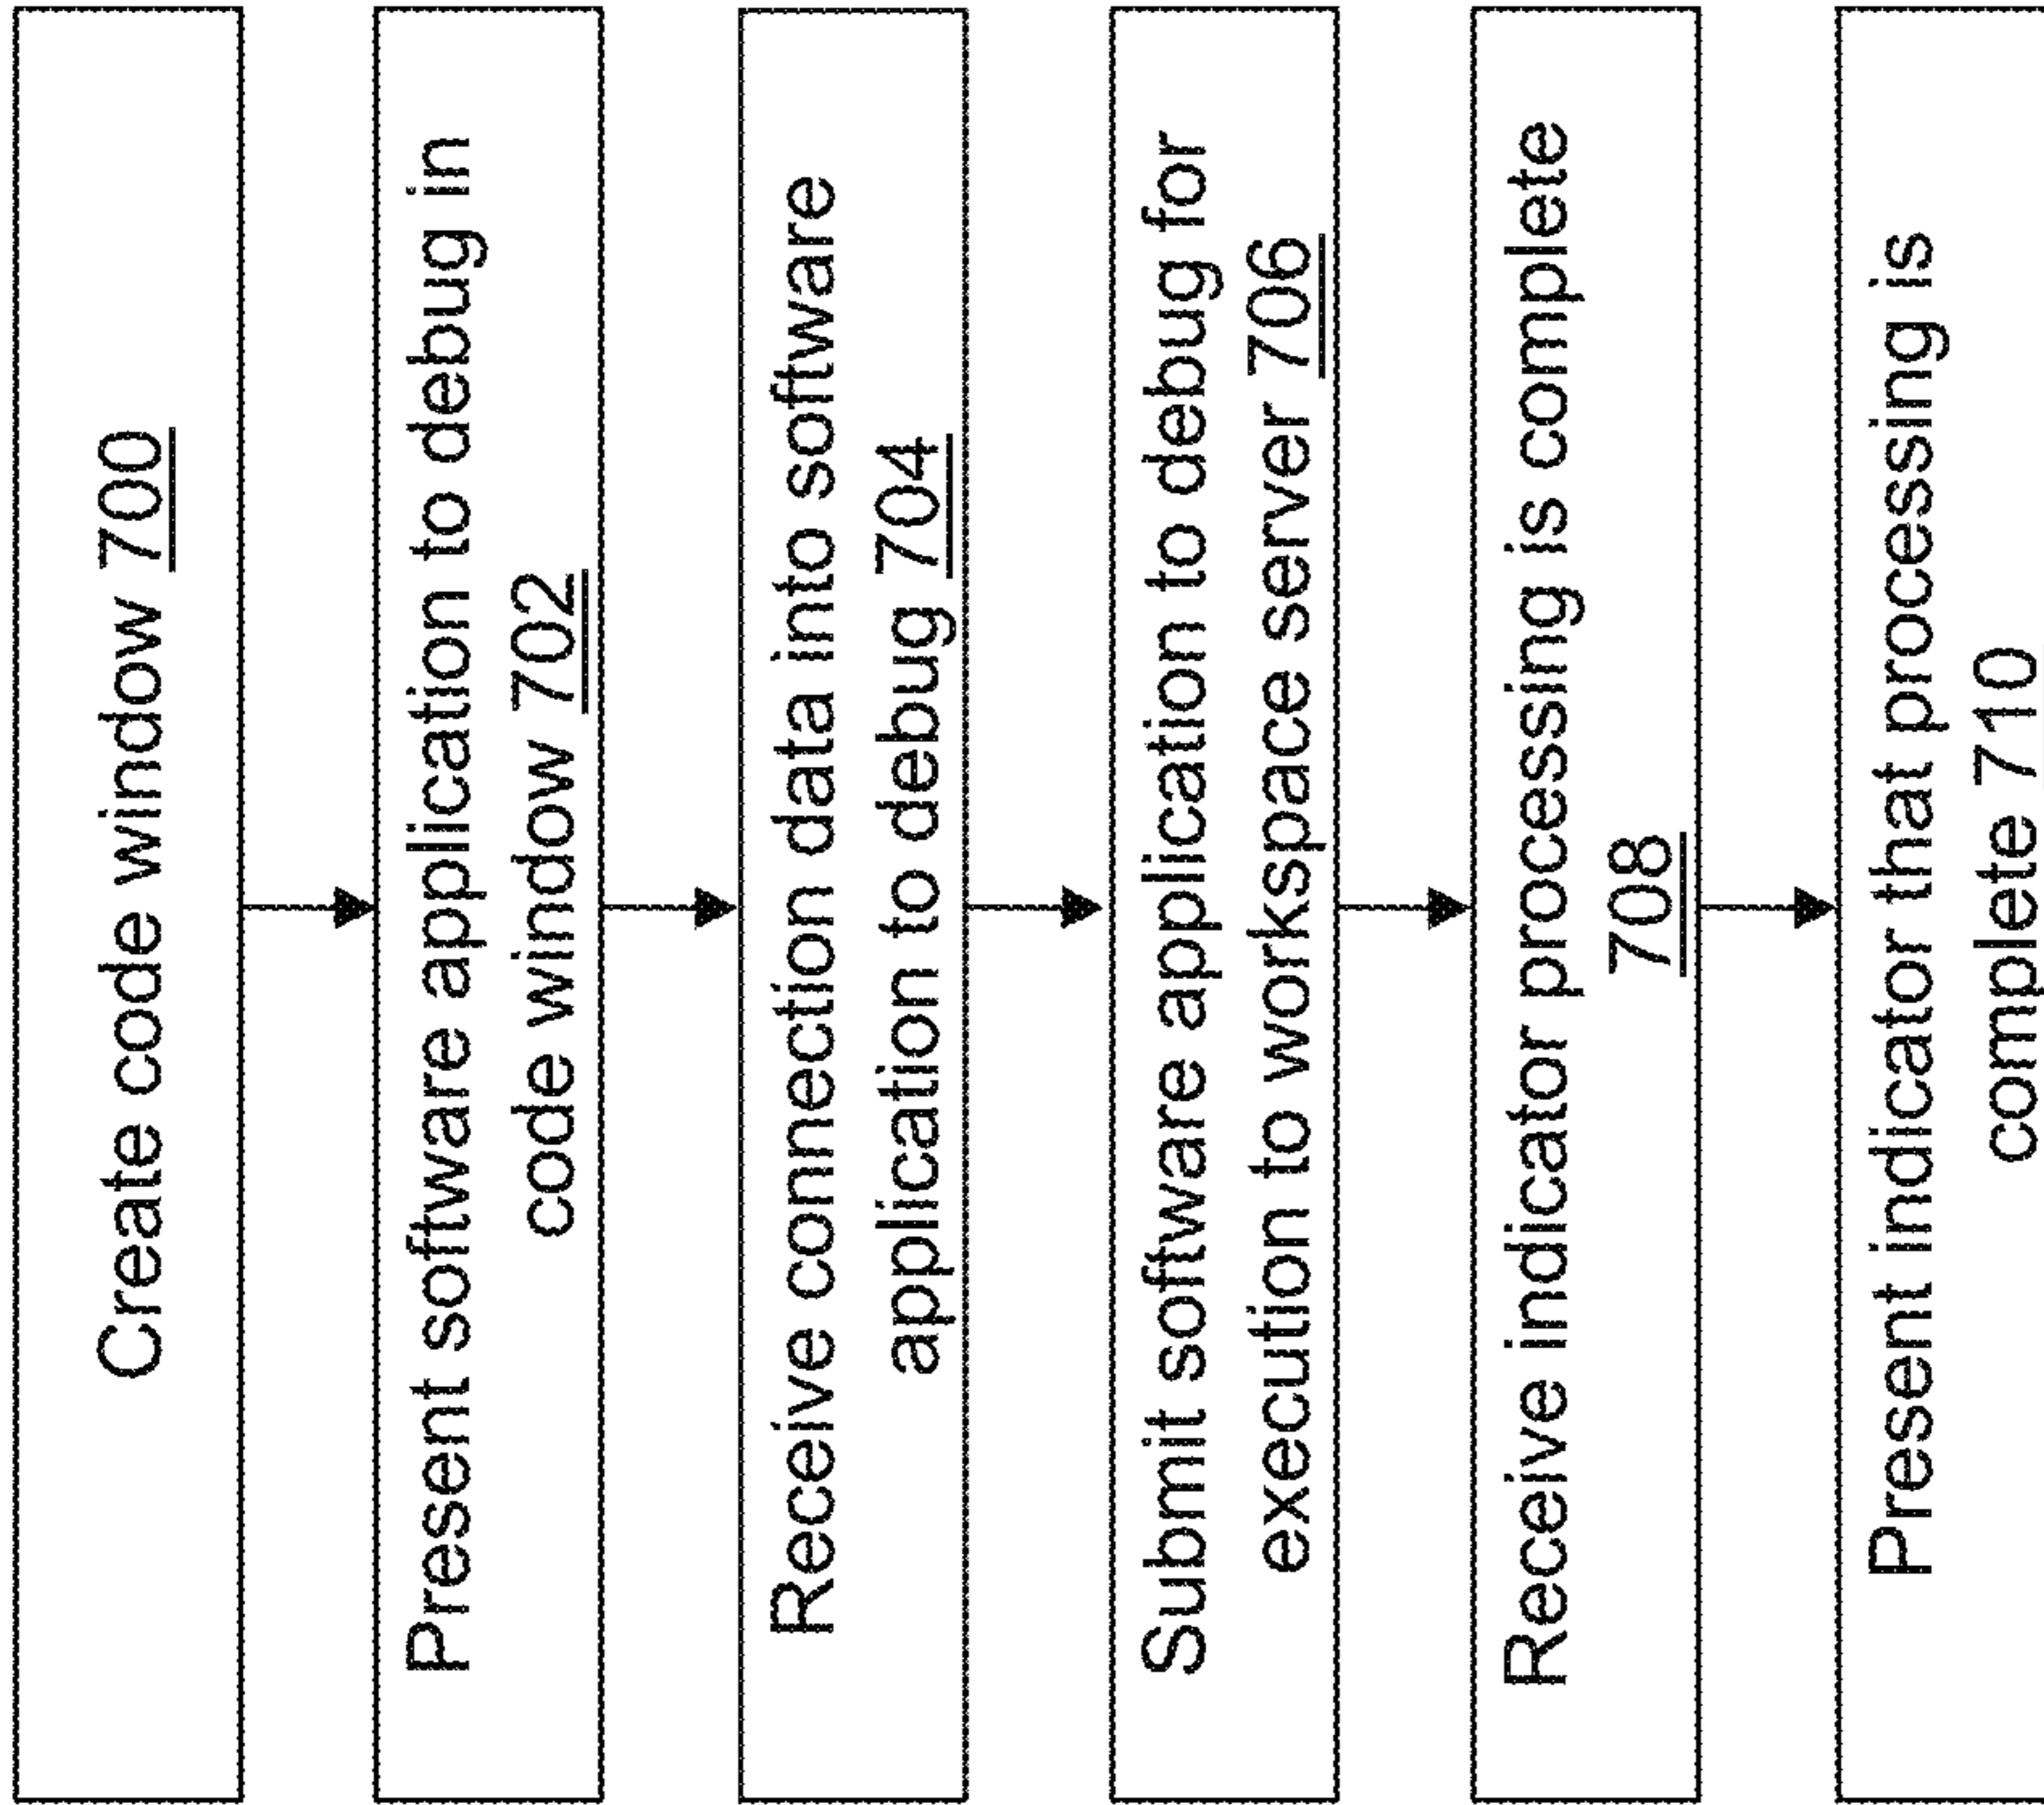 Create code window 700
Present software application to debug in
code window 702
Receive connection data into software
application to debug 704
Submit software application to debug for
execution to workspace server 706
Receive indicator processing is complete
708
Present indicator that processing is
complete 710